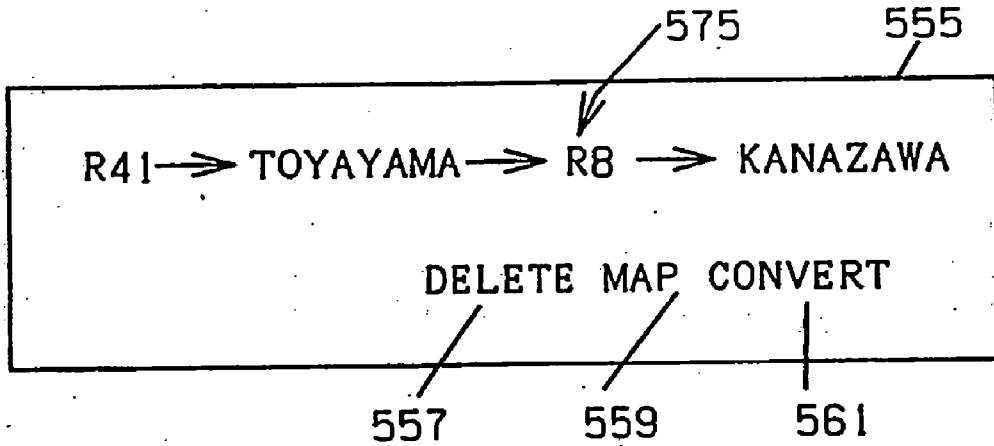 575 555
R41 → TOYAYAMA → R8 → KANAZAWA
DELETE MAP CONVERT
557 559 561